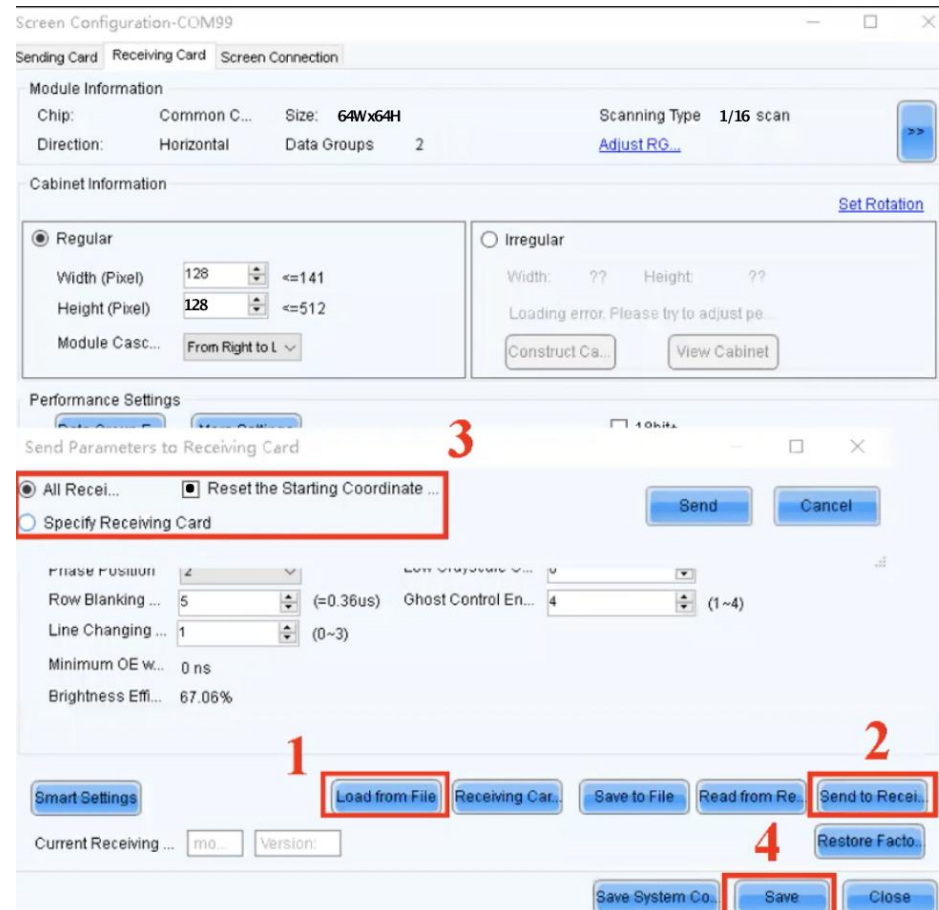 Screen Configuration-COM99
Sending Card Receiving Card Screen Connection
Module Information
Chip: Common C... Size: 64Wx64H Scanning Type 1/16 scan
Direction: Horizontal Data Groups 2 Adjust RG... >>
Cabinet Information
Set Rotation
Regular Irregular
Width (Pixel) 128 <=141 Width: ?? Height: ??
Height (Pixel) 128 <=512 Loading error. Please try to adjust pe...
Module Casc... From Right to L Construct Ca... View Cabinet
Performance Settings
3
Send Parameters to Receiving Card
All Recei... Reset the Starting Coordinate ... Send Cancel
Specify Receiving Card
Phase Position 2
Row Blanking ... 5 (=0.36us) Ghost Control En... 4 (1~4)
Line Changing ... 1 (0~3)
Minimum OE w... 0 ns
Brightness Effi... 67.06%
1 2
Smart Settings Load from File Receiving Car... Save to File Read from Re... Send to Recei...
Current Receiving ... mo... Version: 4 Restore Facto...
Save System Co... Save Close